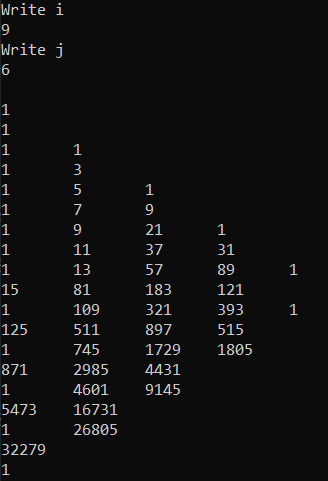 Write i
9
Write j
6
1
1
1 1
1 3
1 5 1
1 7 9
1 9 21 1
1 11 37 31
1 13 57 89 1
15 81 183 121
1 109 321 393 1
125 511 897 515
1 745 1729 1805
871 2985 4431
1 4601 9145
5473 16731
1 26805
32279
1